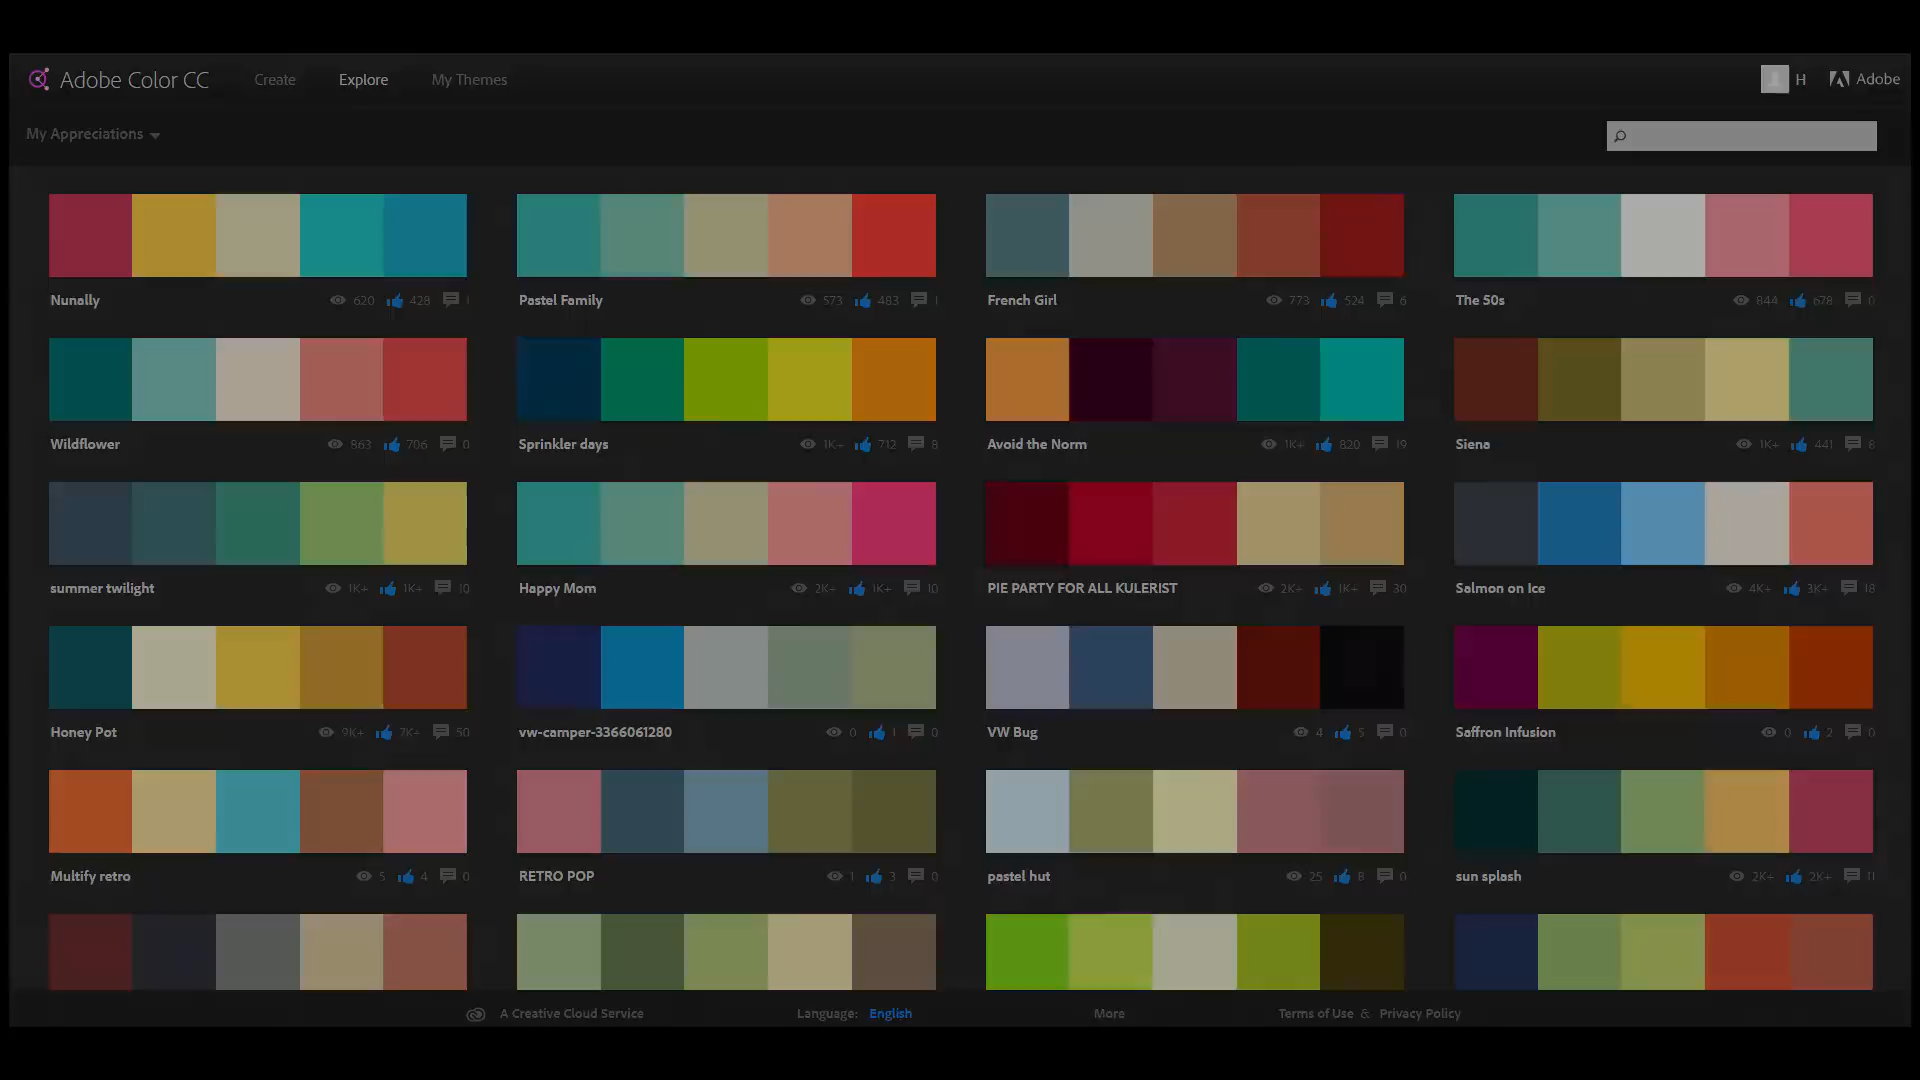 Adobe Color CC Create Explore My Themes H Adobe
My Appreciations
Nunally 620 428 1 Pastel Family 573 483 1 French Girl 773 524 6 The 50s 844 678 0
Wildflower 863 706 0 Sprinkler days 1K+ 712 8 Avoid the Norm 1K+ 820 19 Siena 1K+ 441 8
summer twilight 1K+ 1K+ 10 Happy Mom 2K+ 1K+ 10 PIE PARTY FOR ALL KULERIST 2K+ 1K+ 30 Salmon on Ice 4K+ 3K+ 18
Honey Pot 9K+ 7K+ 50 vw-camper-3366061280 0 1 0 VW Bug 4 5 0 Saffron Infusion 0 2 0
Multify retro 5 4 0 RETRO POP 1 3 0 pastel hut 25 8 0 sun splash 2K+ 2K+ 11
A Creative Cloud Service Language: English More Terms of Use & Privacy Policy